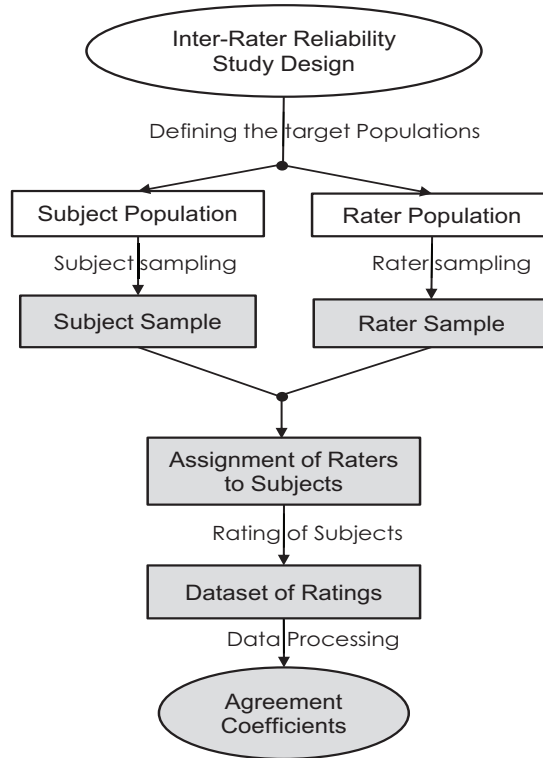 Inter-Rater Reliability
Study Design
Defining the target Populations
Subject Population
Rater Population
Subject sampling
Rater sampling
Subject Sample
Rater Sample
Assignment of Raters
to Subjects
Rating of Subjects
Dataset of Ratings
Data Processing
Agreement
Coefficients